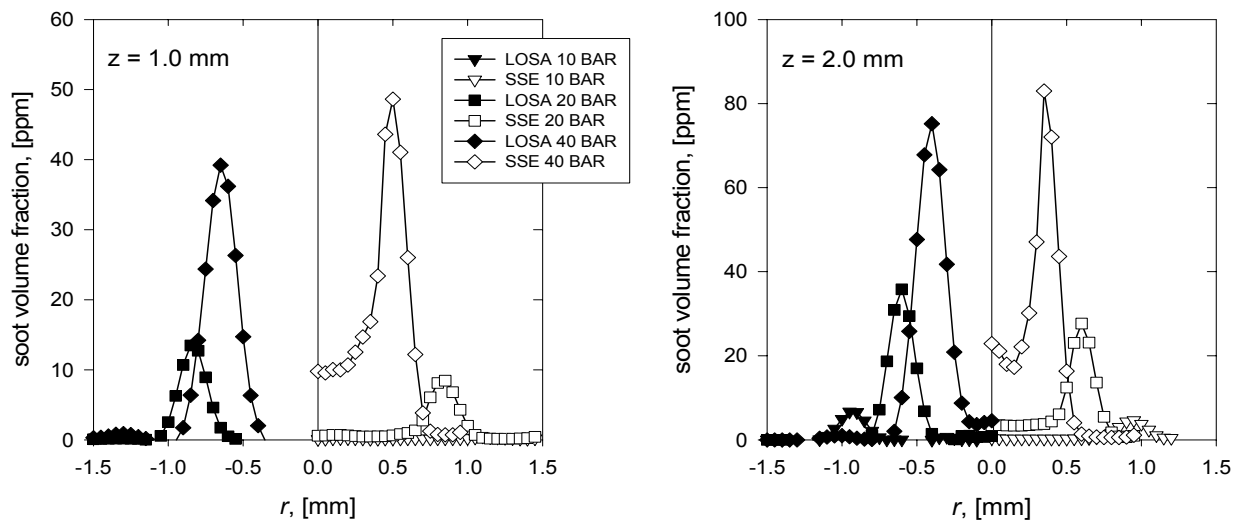 60
50
40
30
20
10
0
soot volume fraction, [ppm]
z = 1.0 mm
-1.5
-1.0
-0.5
0.0
0.5
1.0
1.5
r, [mm]
LOSA 10 BAR
SSE 10 BAR
LOSA 20 BAR
SSE 20 BAR
LOSA 40 BAR
SSE 40 BAR
100
80
60
40
20
0
soot volume fraction, [ppm]
z = 2.0 mm
-1.5
-1.0
-0.5
0.0
0.5
1.0
1.5
r, [mm]